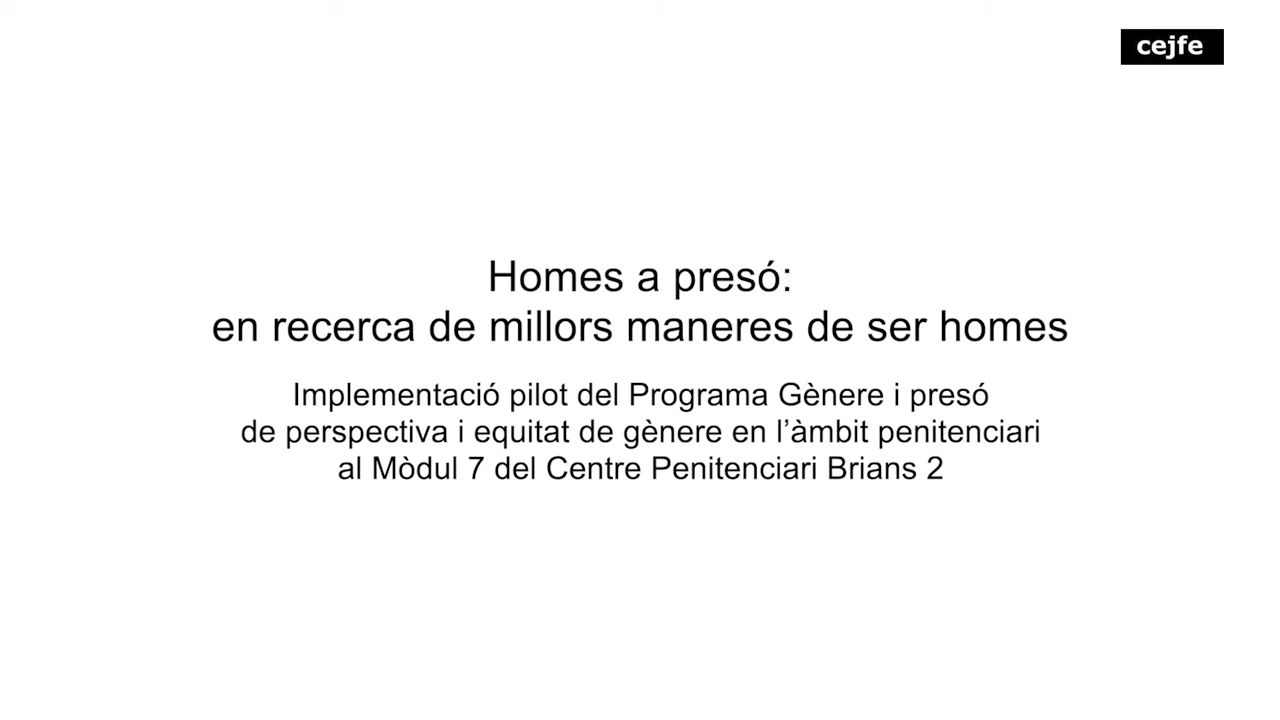 cejfe
Homes a presó:
en recerca de millors maneres de ser homes
Implementació pilot del Programa Gènere i presó
de perspectiva i equitat de gènere en l’àmbit penitenciari
al Mòdul 7 del Centre Penitenciari Brians 2